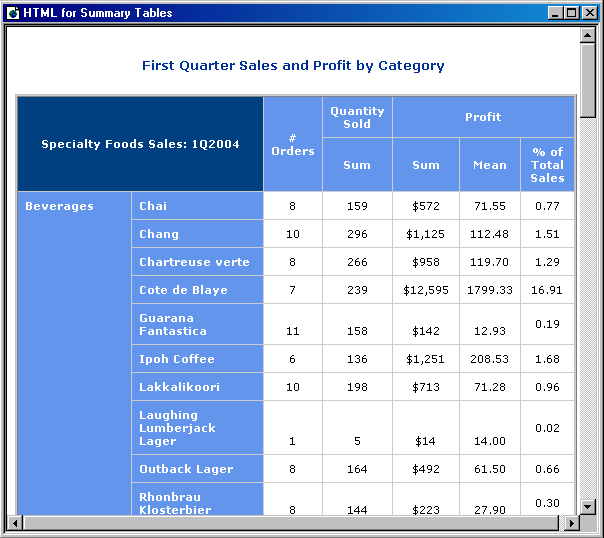 HTML for Summary Tables
First Quarter Sales and Profit by Category
Specialty Foods Sales: 1Q2004 # Orders Quantity Sold Profit
Sum Sum Mean % of Total Sales
Beverages Chai 8 159 $572 71.55 0.77
Chang 10 296 $1,125 112.48 1.51
Chartreuse verte 8 266 $958 119.70 1.29
Cote de Blaye 7 239 $12,595 1799.33 16.91
Guarana
Fantastica 11 158 $142 12.93 0.19
Ipoh Coffee 6 136 $1,251 208.53 1.68
Lakkalikoori 10 198 $713 71.28 0.96
Laughing
Lumberjack
Lager 1 5 $14 14.00 0.02
Outback Lager 8 164 $492 61.50 0.66
Rhonbrau
Klosterbier 8 144 $223 27.90 0.30